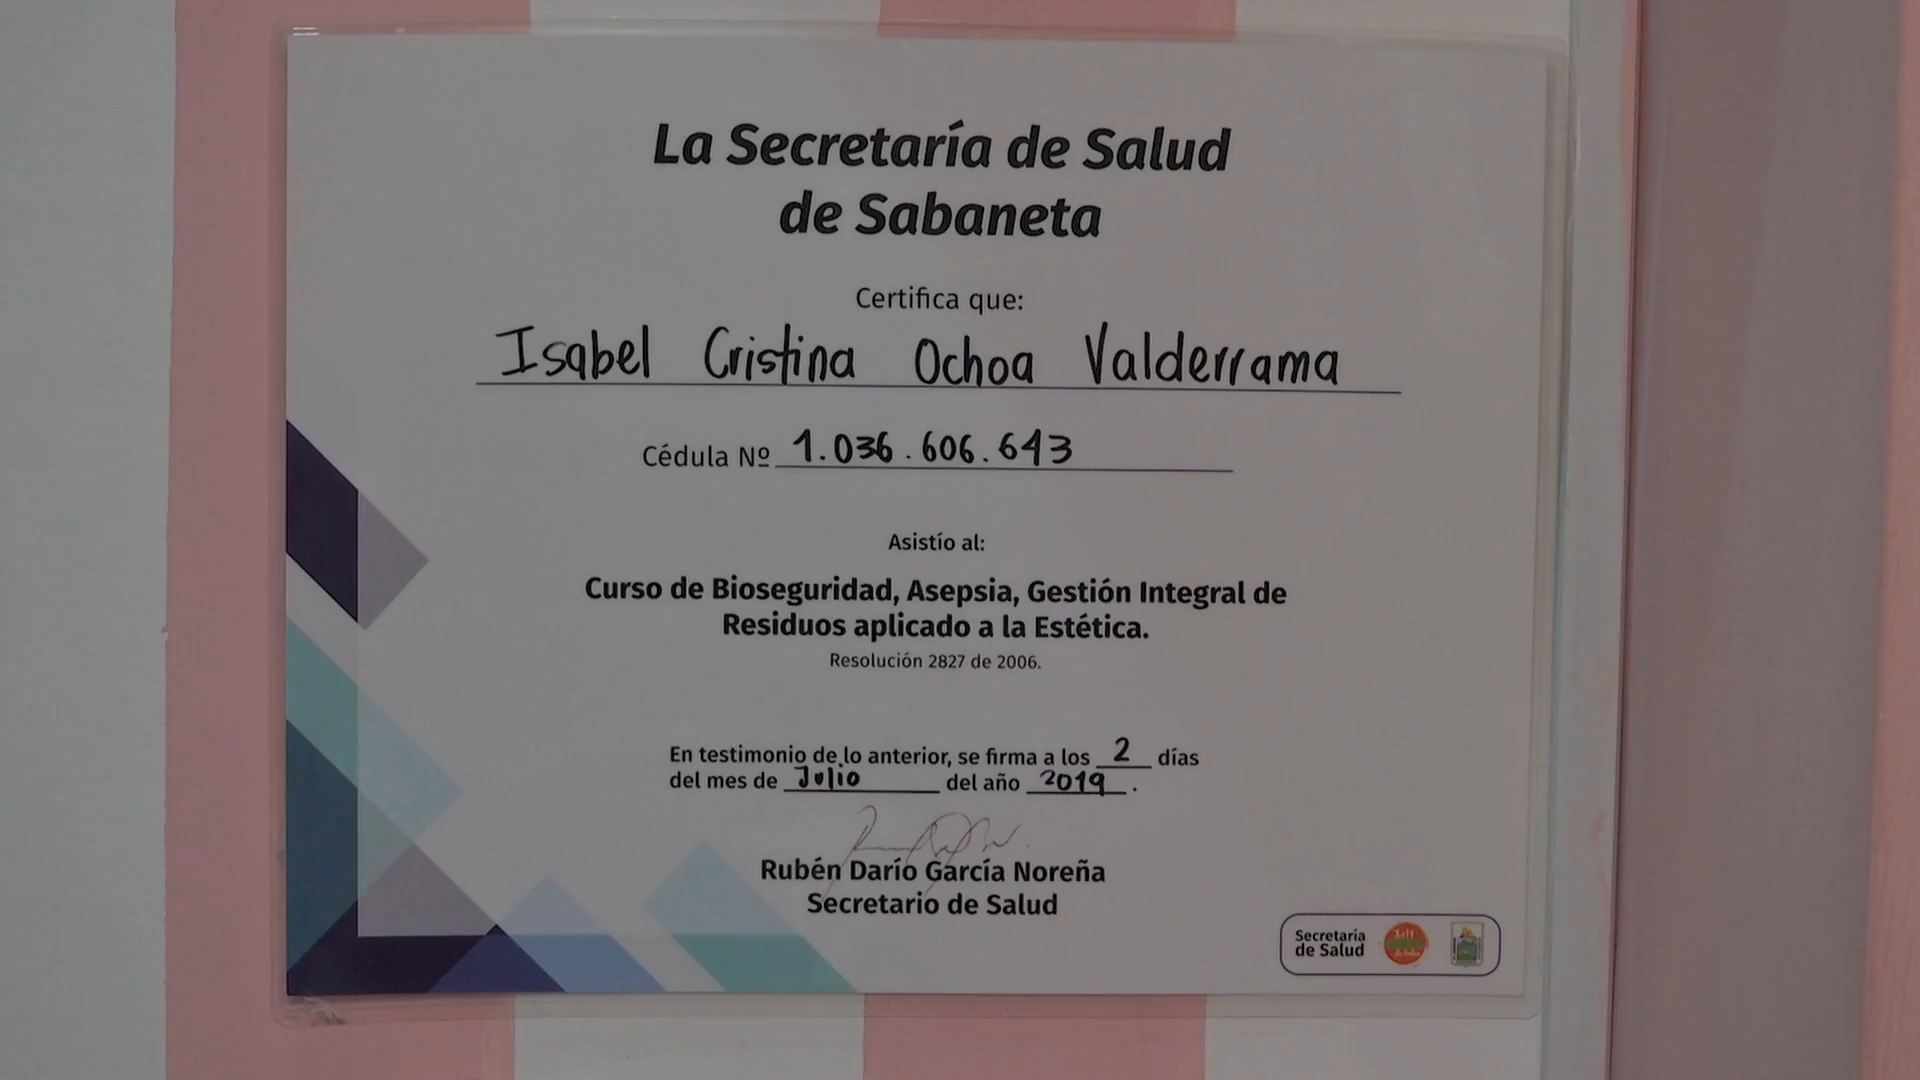 La Secretaría de Salud
de Sabaneta
Certifica que:
Isabel Cristina Ochoa Valderrama
Cédula Nº 1.036.606.643
Asistío al:
Curso de Bioseguridad, Asepsia, Gestión Integral de
Residuos aplicado a la Estética.
Resolución 2827 de 2006.
En testimonio de lo anterior, se firma a los 2 días
del mes de Julio del año 2019.
Rubén Darío García Noreña
Secretario de Salud
Secretaría
de Salud